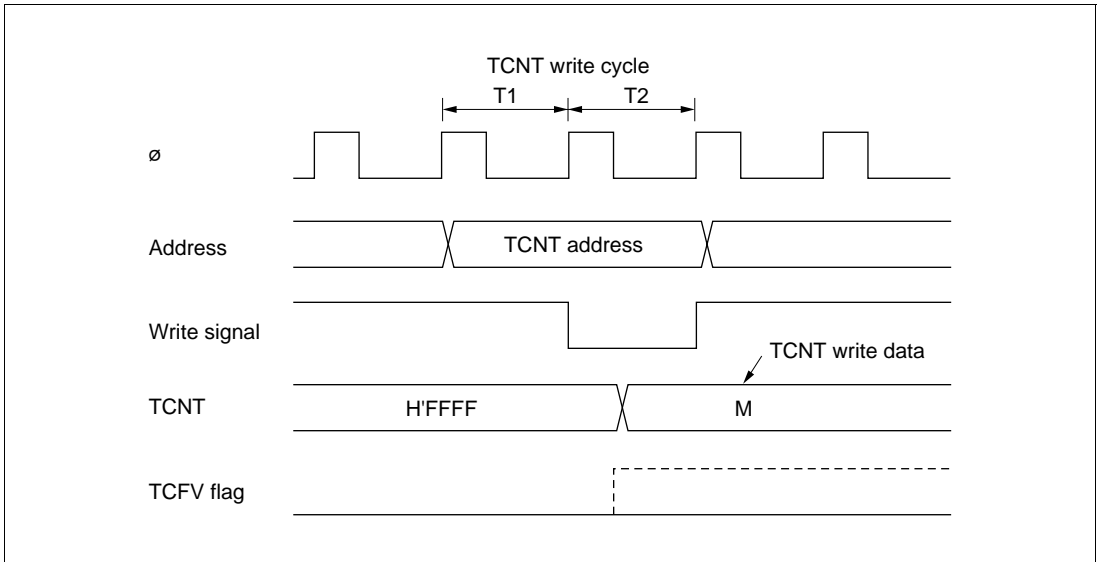 TCNT write cycle
T1 T2
ø
Address TCNT address
Write signal
TCNT write data
TCNT H'FFFF M
TCFV flag